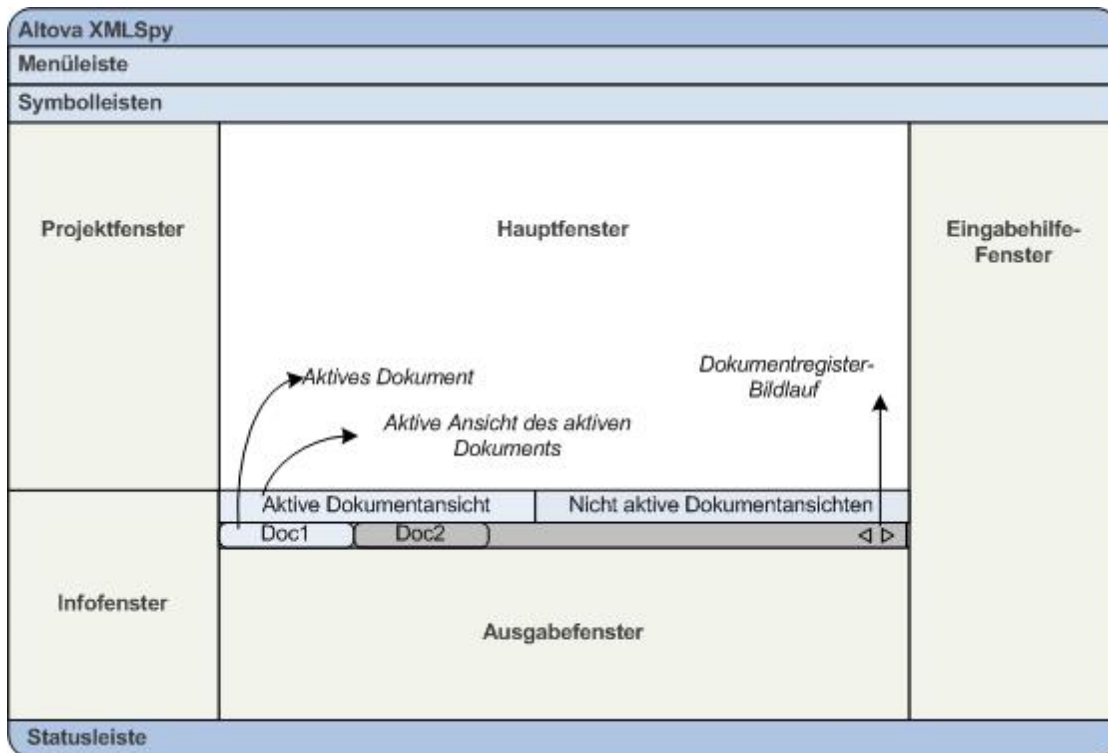 Altova XMLSpy
Menüleiste
Symbolleisten
Projektfenster
Hauptfenster
Eingabehilfe-
Fenster
Aktives Dokument
Dokumentregister-
Bildlauf
Aktive Ansicht des aktiven
Dokuments
Aktive Dokumentansicht
Nicht aktive Dokumentansichten
Doc1
Doc2
Infofenster
Ausgabefenster
Statusleiste